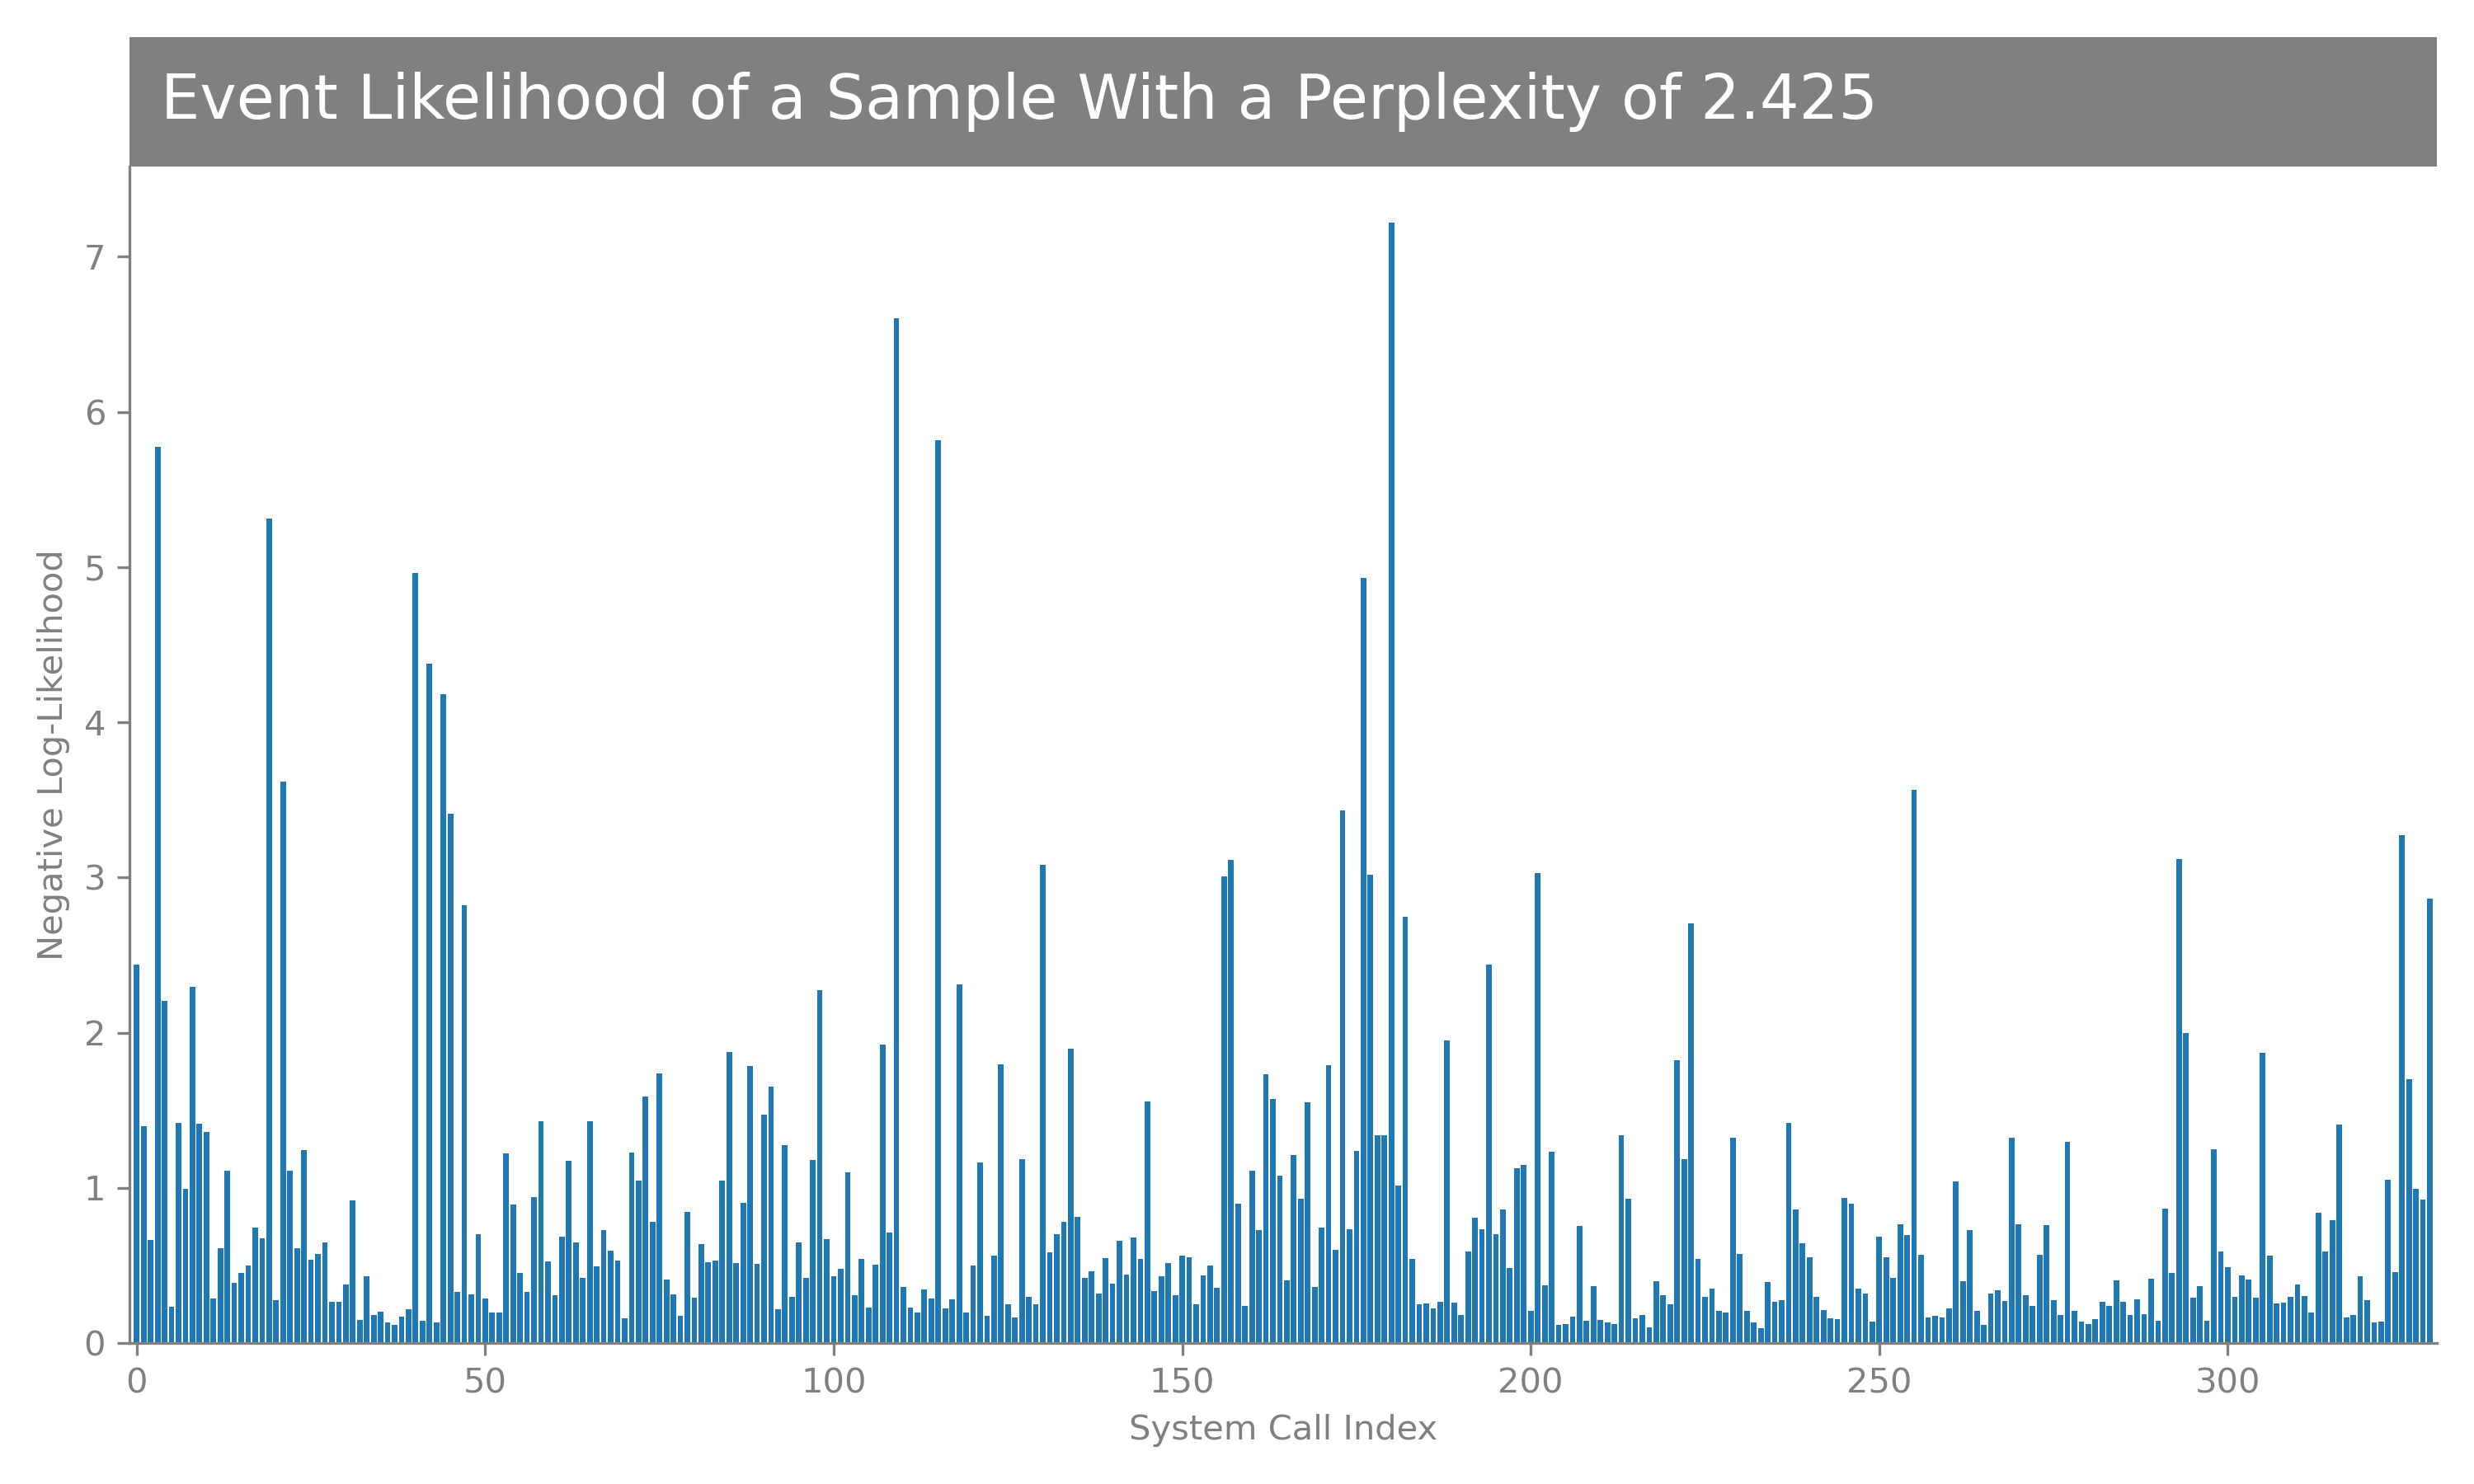 Event Likelihood of a Sample With a Perplexity of 2.425
7
6
5
4
3
2
1
0
Negative Log-Likelihood
0 50 100 150 200 250 300
System Call Index